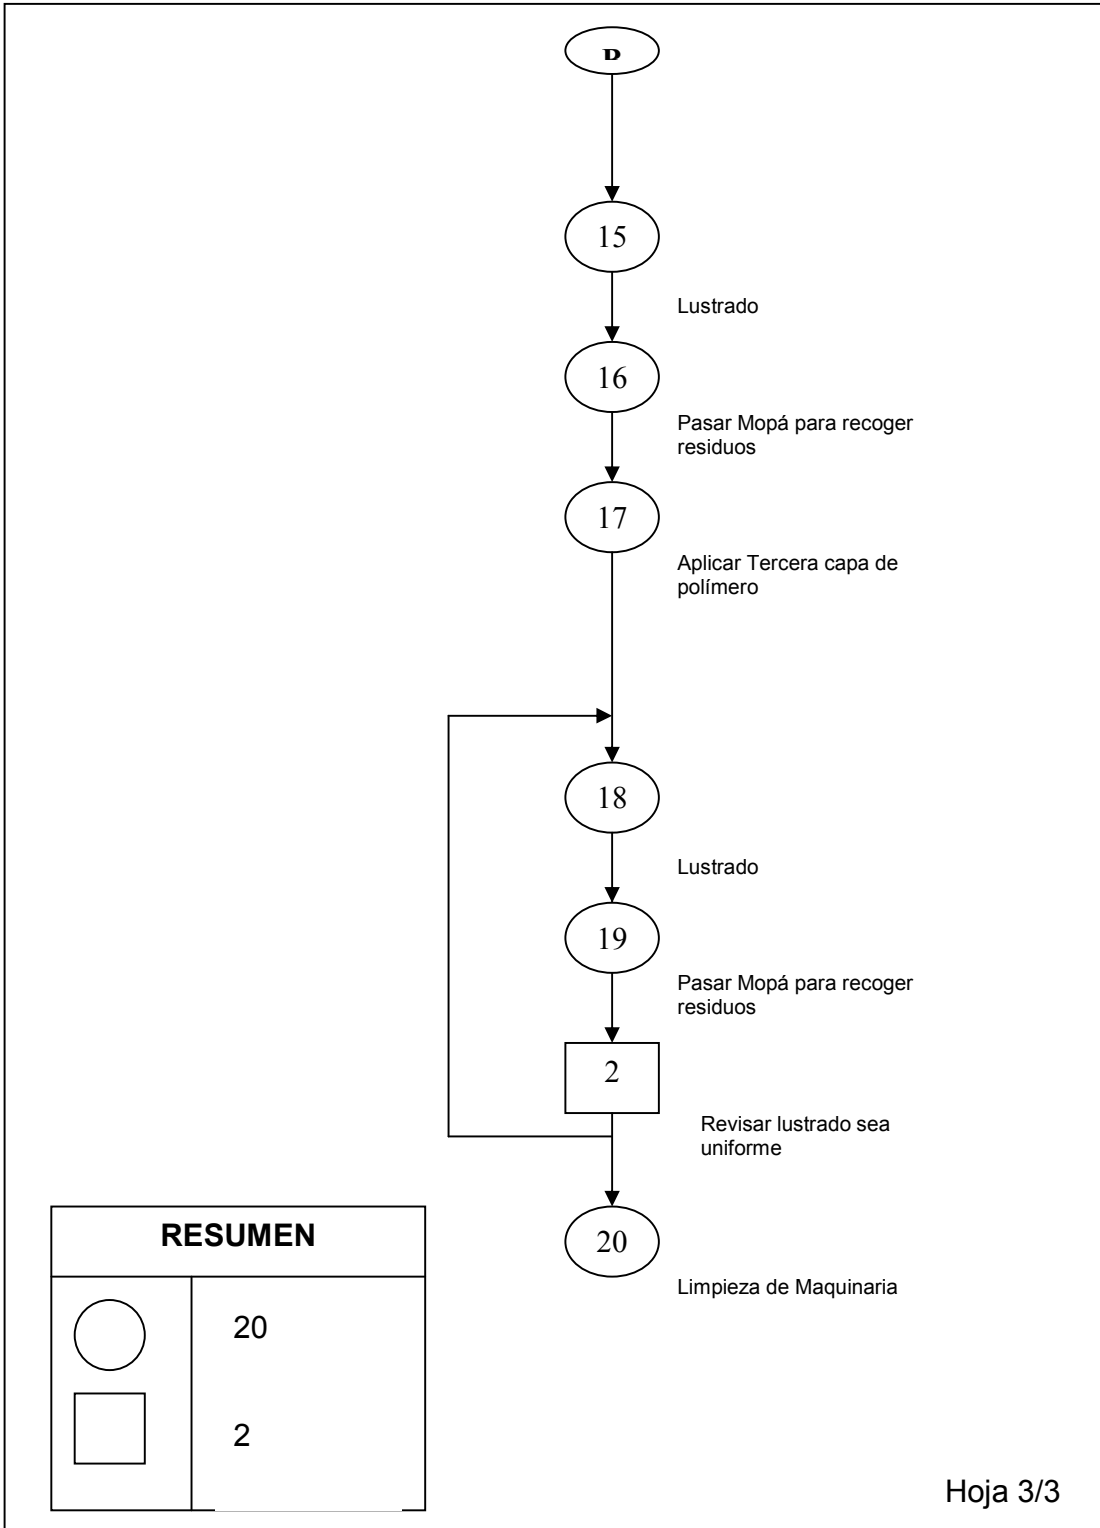 15
Lustrado
16
Pasar Mopá para recoger
residuos
17
Aplicar Tercera capa de
polímero
18
Lustrado
19
Pasar Mopá para recoger
residuos
2
Revisar lustrado sea
uniforme
20
Limpieza de Maquinaria
RESUMEN
20
2
Hoja 3/3